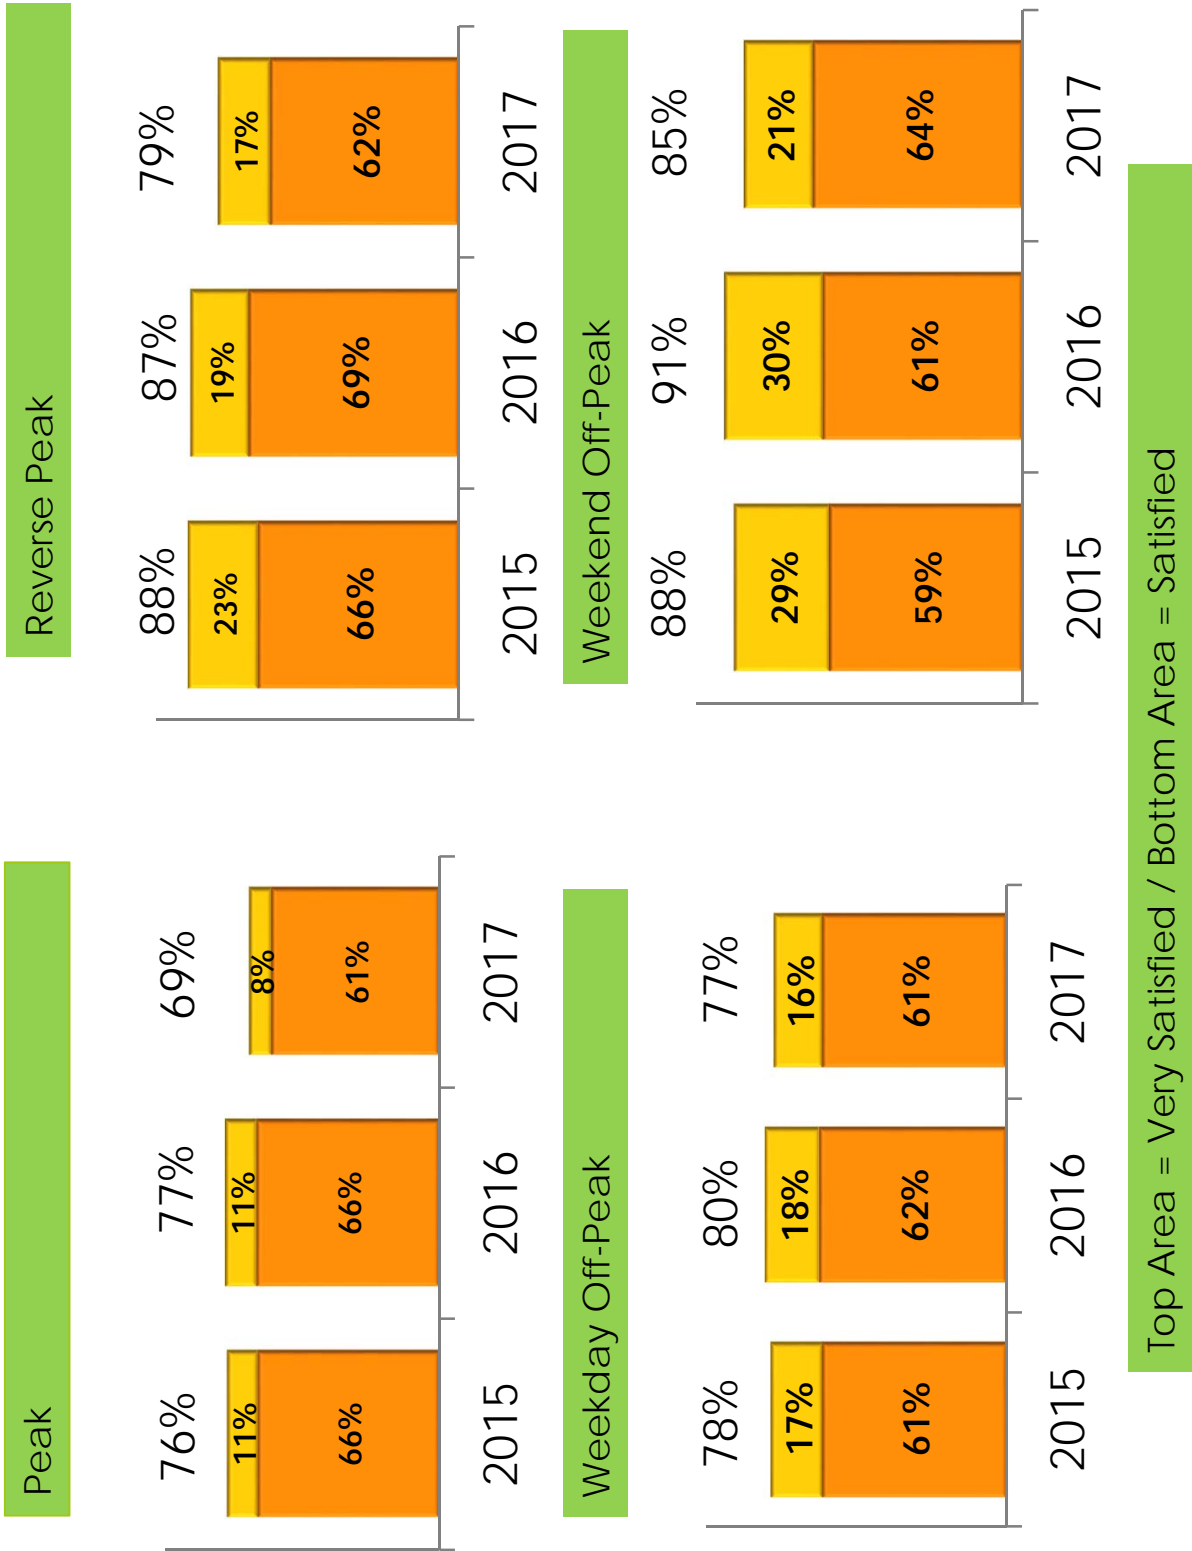 Peak
76% 77% 69%
11% 11% 8%
66% 66% 61%
2015 2016 2017
Reverse Peak
88% 87% 79%
23% 19% 17%
66% 69% 62%
2015 2016 2017
Weekday Off-Peak
78% 80% 77%
17% 18% 16%
61% 62% 61%
2015 2016 2017
Weekend Off-Peak
88% 91% 85%
29% 30% 21%
59% 61% 64%
2015 2016 2017
Top Area = Very Satisfied / Bottom Area = Satisfied